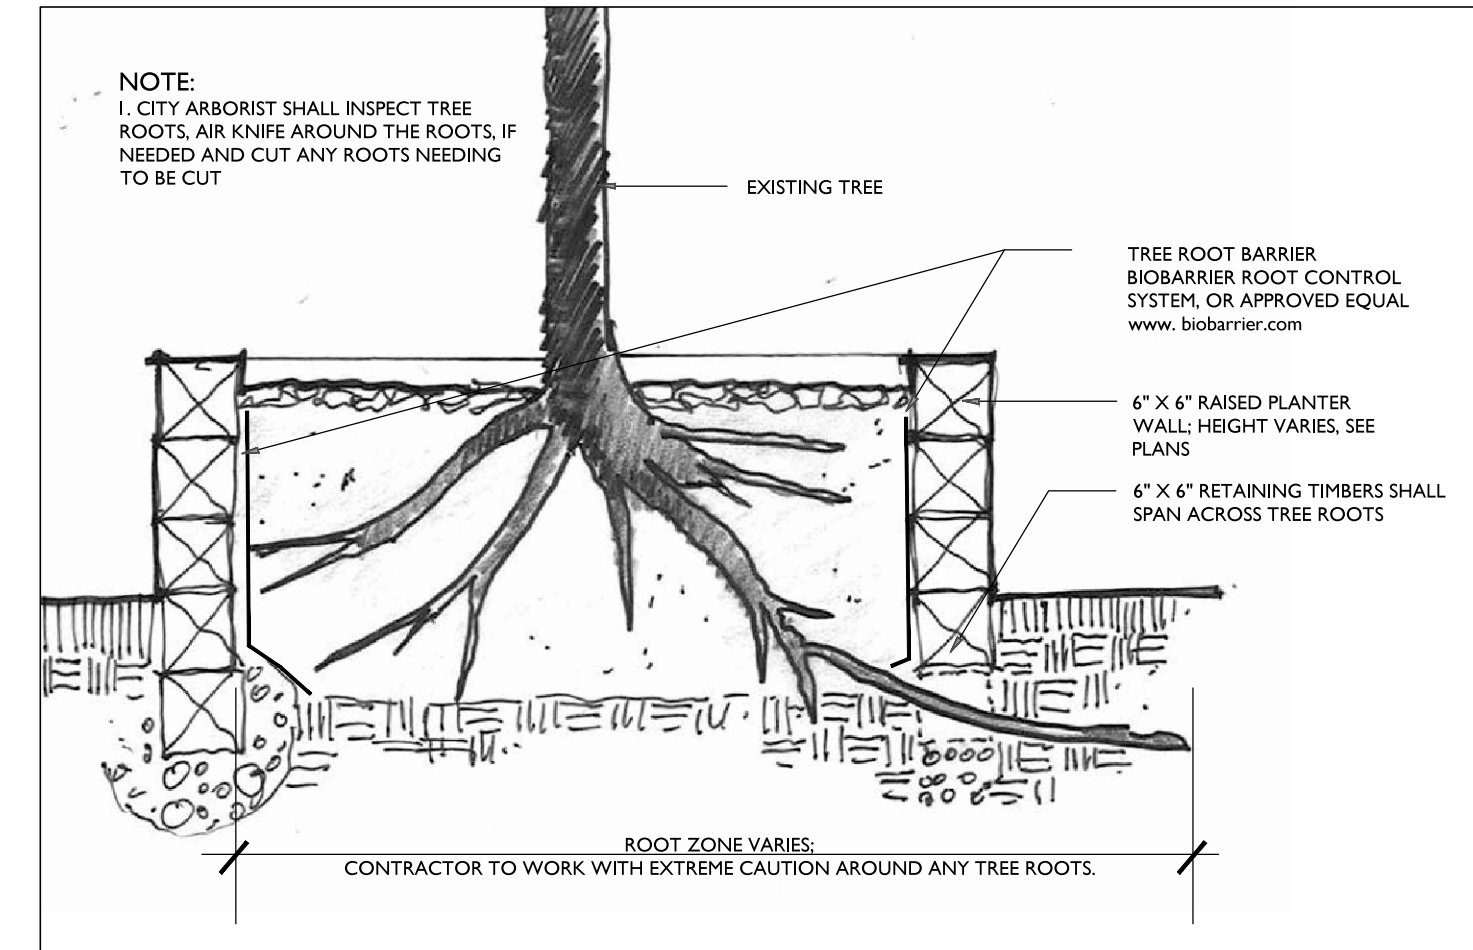 NOTE:
1. CITY ARBORIST SHALL INSPECT TREE
ROOTS, AIR KNIFE AROUND THE ROOTS, IF
NEEDED AND CUT ANY ROOTS NEEDING
TO BE CUT
EXISTING TREE
TREE ROOT BARRIER
BIOBARRIER ROOT CONTROL
SYSTEM, OR APPROVED EQUAL
www. biobarrier.com
6" X 6" RAISED PLANTER
WALL; HEIGHT VARIES, SEE
PLANS
6" X 6" RETAINING TIMBERS SHALL
SPAN ACROSS TREE ROOTS
ROOT ZONE VARIES;
CONTRACTOR TO WORK WITH EXTREME CAUTION AROUND ANY TREE ROOTS.